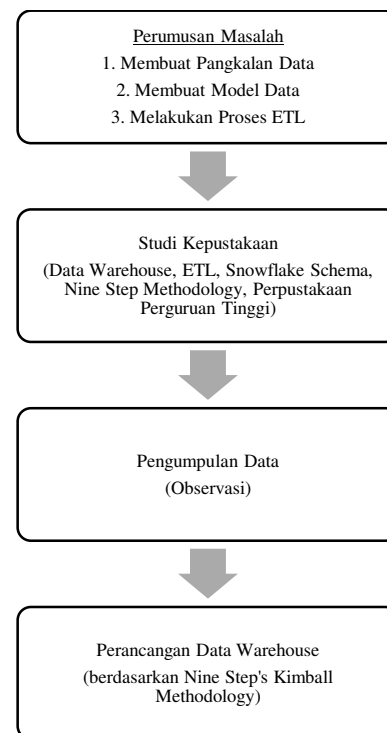 Perumusan Masalah
1. Membuat Pangkalan Data
2. Membuat Model Data
3. Melakukan Proses ETL
Studi Kepustakaan
(Data Warehouse, ETL, Snowflake Schema,
Nine Step Methodology, Perpustakaan
Perguruan Tinggi)
Pengumpulan Data
(Observasi)
Perancangan Data Warehouse
(berdasarkan Nine Step's Kimball
Methodology)